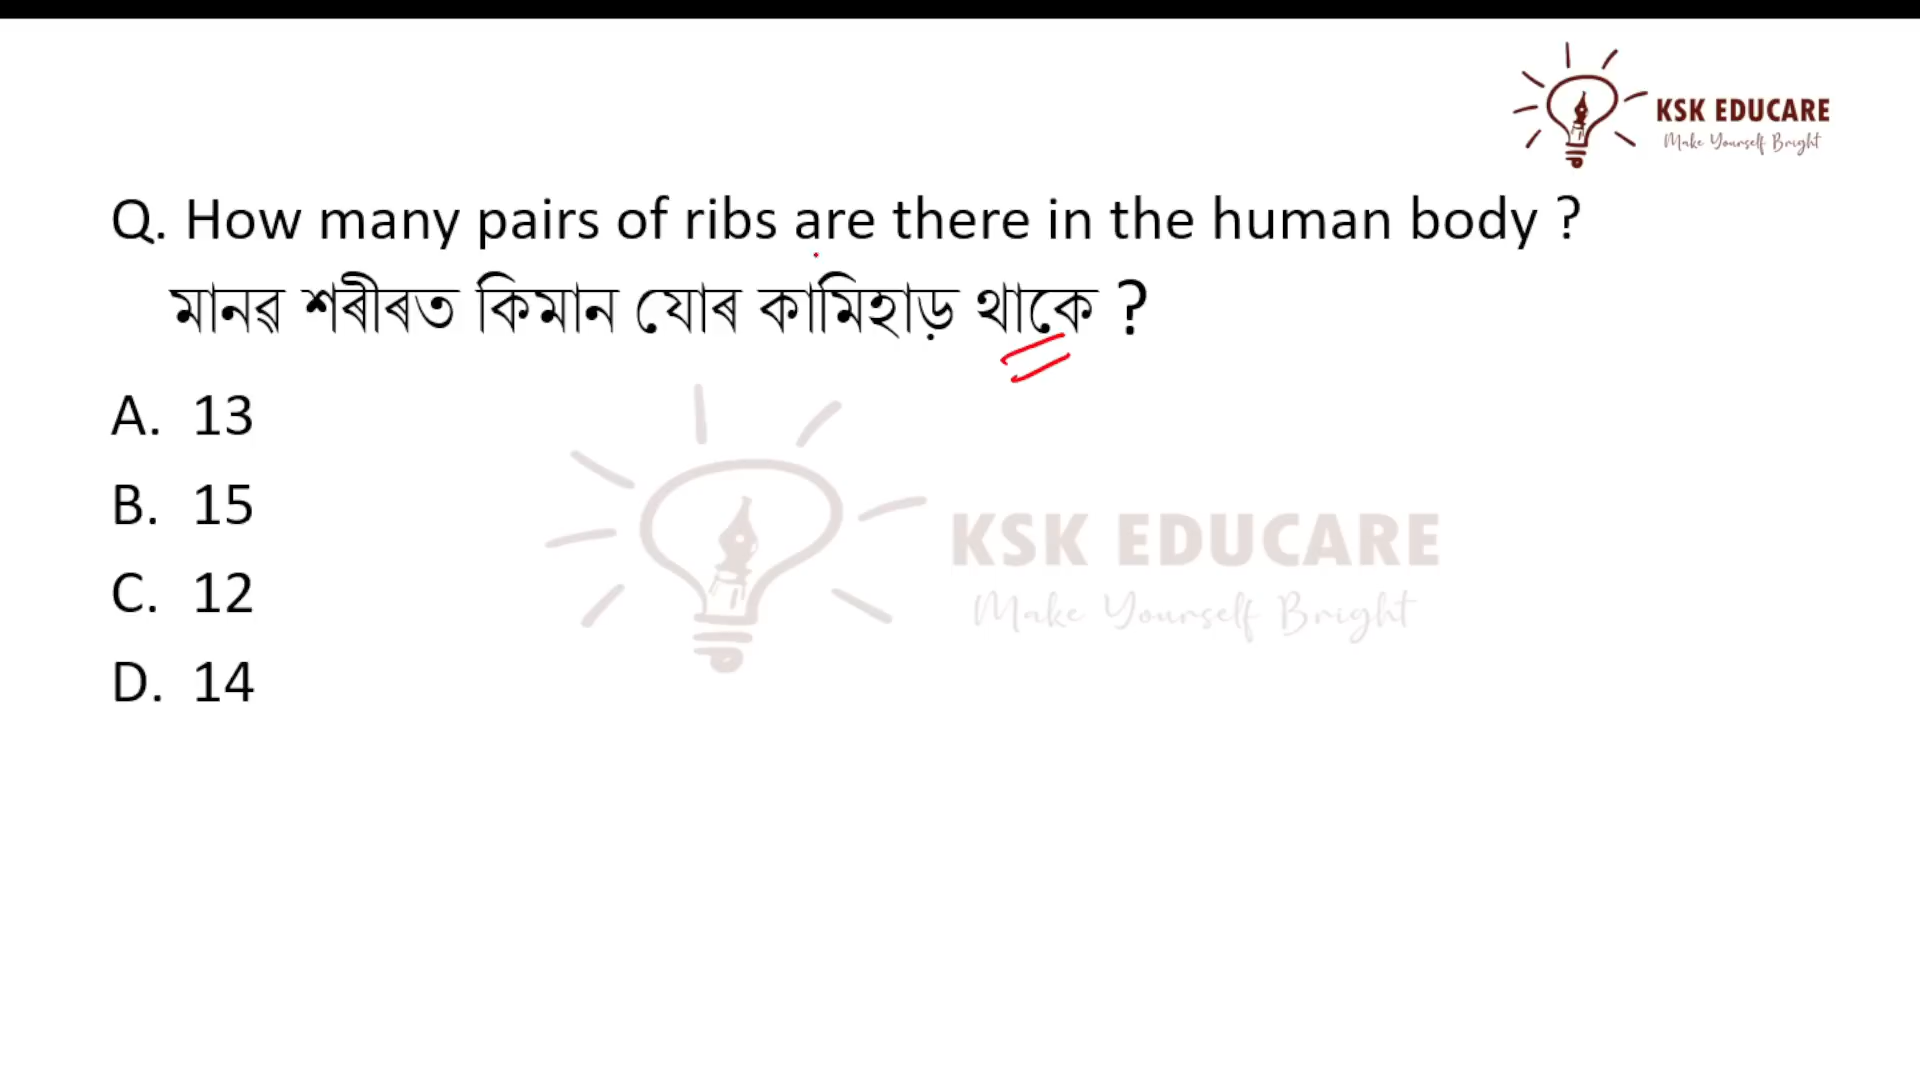 KSK EDUCARE
Make Yourself Bright
Q. How many pairs of ribs are there in the human body ?
মানৱ শৰীৰত কিমান যোৰ কামিহাড় থাকে ?
A. 13
B. 15
C. 12
D. 14
KSK EDUCARE
Make Yourself Bright